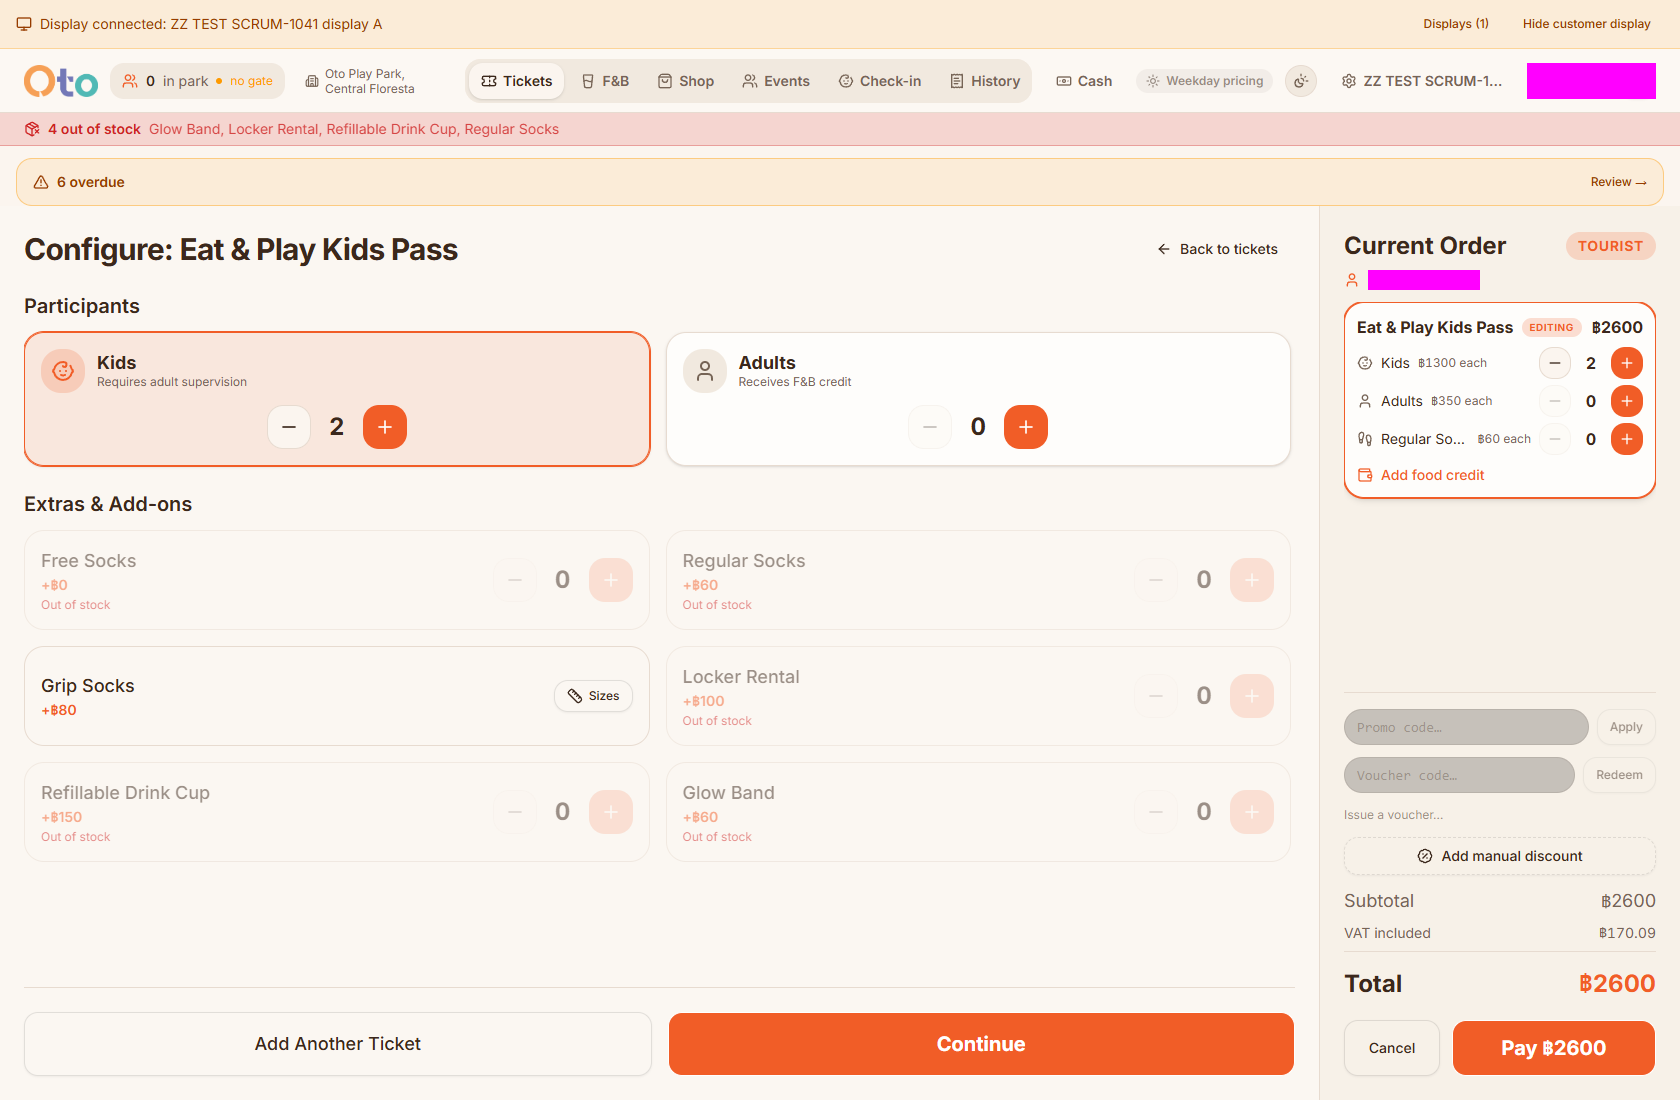 Display connected: ZZ TEST SCRUM-1041 display A
Displays (1)
Hide customer display
Oto
0 in park • no gate
Oto Play Park,
Central Floresta
Tickets
F&B
Shop
Events
Check-in
History
Cash
Weekday pricing
ZZ TEST SCRUM-1...
4 out of stock Glow Band, Locker Rental, Refillable Drink Cup, Regular Socks
6 overdue
Review →
Configure: Eat & Play Kids Pass
← Back to tickets
Participants
Kids
Requires adult supervision
− 2 +
Adults
Receives F&B credit
− 0 +
Extras & Add-ons
Free Socks
+฿0
Out of stock
− 0 +
Regular Socks
+฿60
Out of stock
− 0 +
Grip Socks
+฿80
Sizes
Locker Rental
+฿100
Out of stock
− 0 +
Refillable Drink Cup
+฿150
Out of stock
− 0 +
Glow Band
+฿60
Out of stock
− 0 +
Add Another Ticket
Continue
Current Order
TOURIST
Eat & Play Kids Pass EDITING ฿2600
Kids ฿1300 each − 2 +
Adults ฿350 each − 0 +
Regular So... ฿60 each − 0 +
Add food credit
Promo code…
Apply
Voucher code…
Redeem
Issue a voucher…
Add manual discount
Subtotal ฿2600
VAT included ฿170.09
Total ฿2600
Cancel
Pay ฿2600